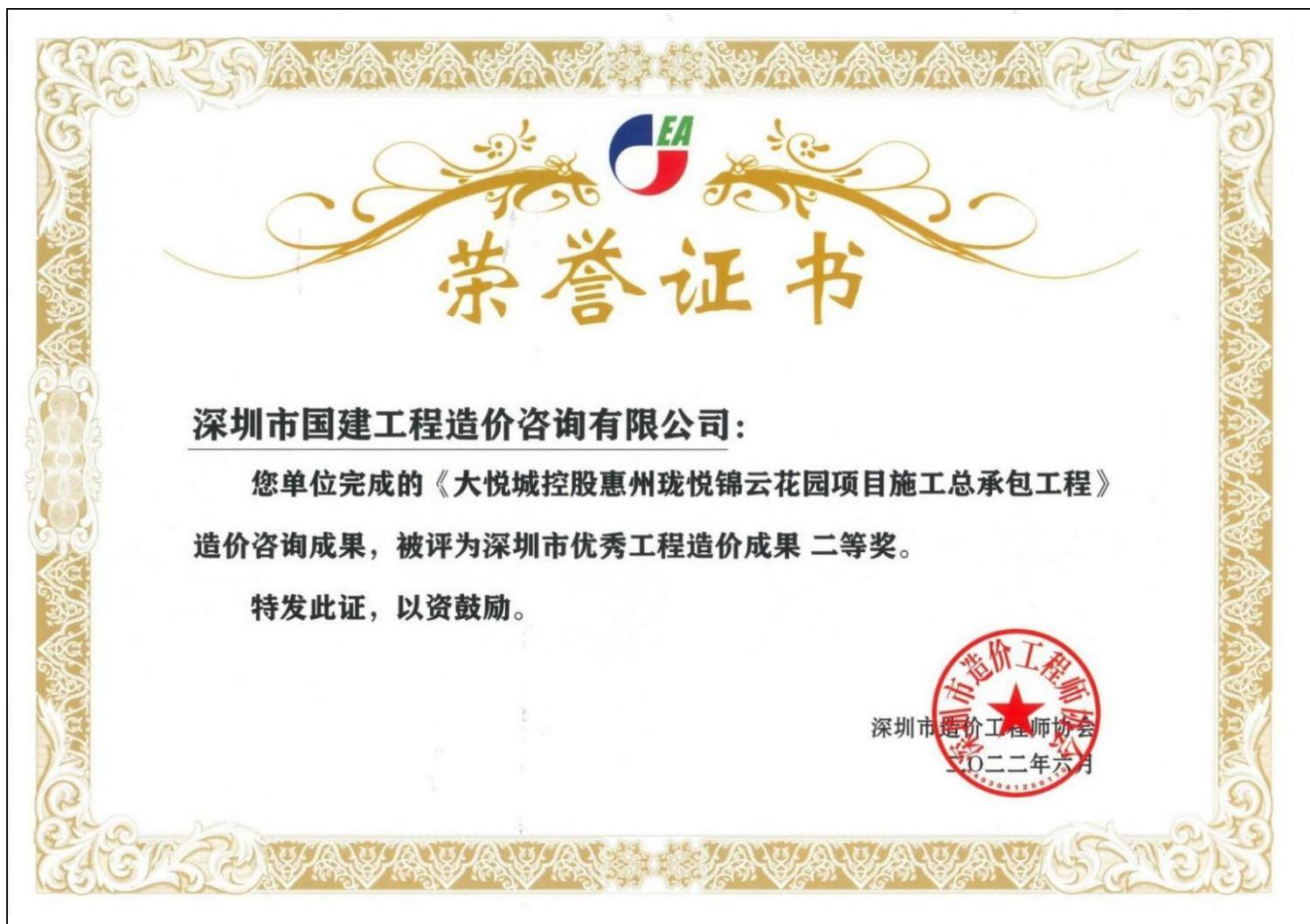 EA
荣誉证书
深圳市国建工程造价咨询有限公司：
您单位完成的《大悦城控股惠州珑悦锦云花园项目施工总承包工程》
造价咨询成果，被评为深圳市优秀工程造价成果 二等奖。
特发此证，以资鼓励。
深圳市造价工程师协会
深圳市造价工程师协会
二〇二二年六月